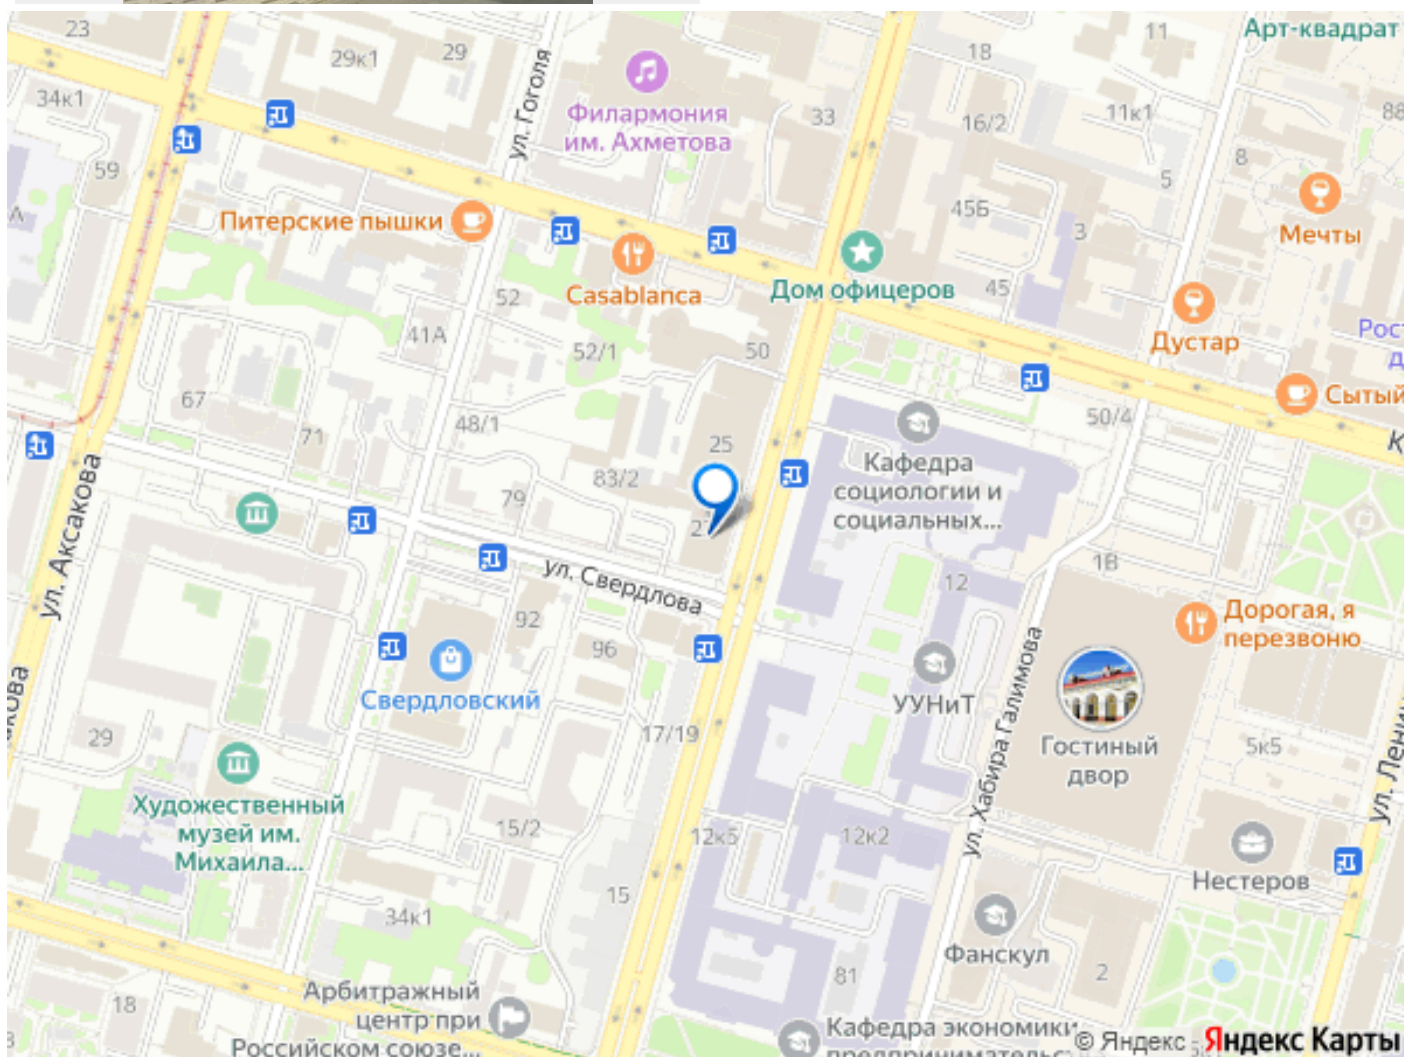 23
29к1
29
ул. Гоголя
Филармония
им. Ахметова
33
18
11
Арт-квадрат
34к1
59
16/2
11к1
88
8
5
Питерские пышки
45Б
3
Мечты
Casablanca
Дом офицеров
45
52
41А
52/1
50
Дустар
Рос
д
Сытый
67
71
48/1
50/4
К
25
Кафедра
социологии и
социальных...
83/2
79
ул. Аксакова
ул. Свердлова
12
1В
92
96
Дорогая, я
перезвоню
Свердловский
УУНиТ
ул. Хабира Галимова
Гостиный
двор
5к5
ул. Лени
акова
29
17/19
Художественный
музей им.
Михаила...
15/2
12к5
12к2
Нестеров
15
34к1
Фанскул
2
81
18
Арбитражный
центр при
Российском союзе...
Кафедра экономики
предпринимательс
© Яндекс Яндекс Карты